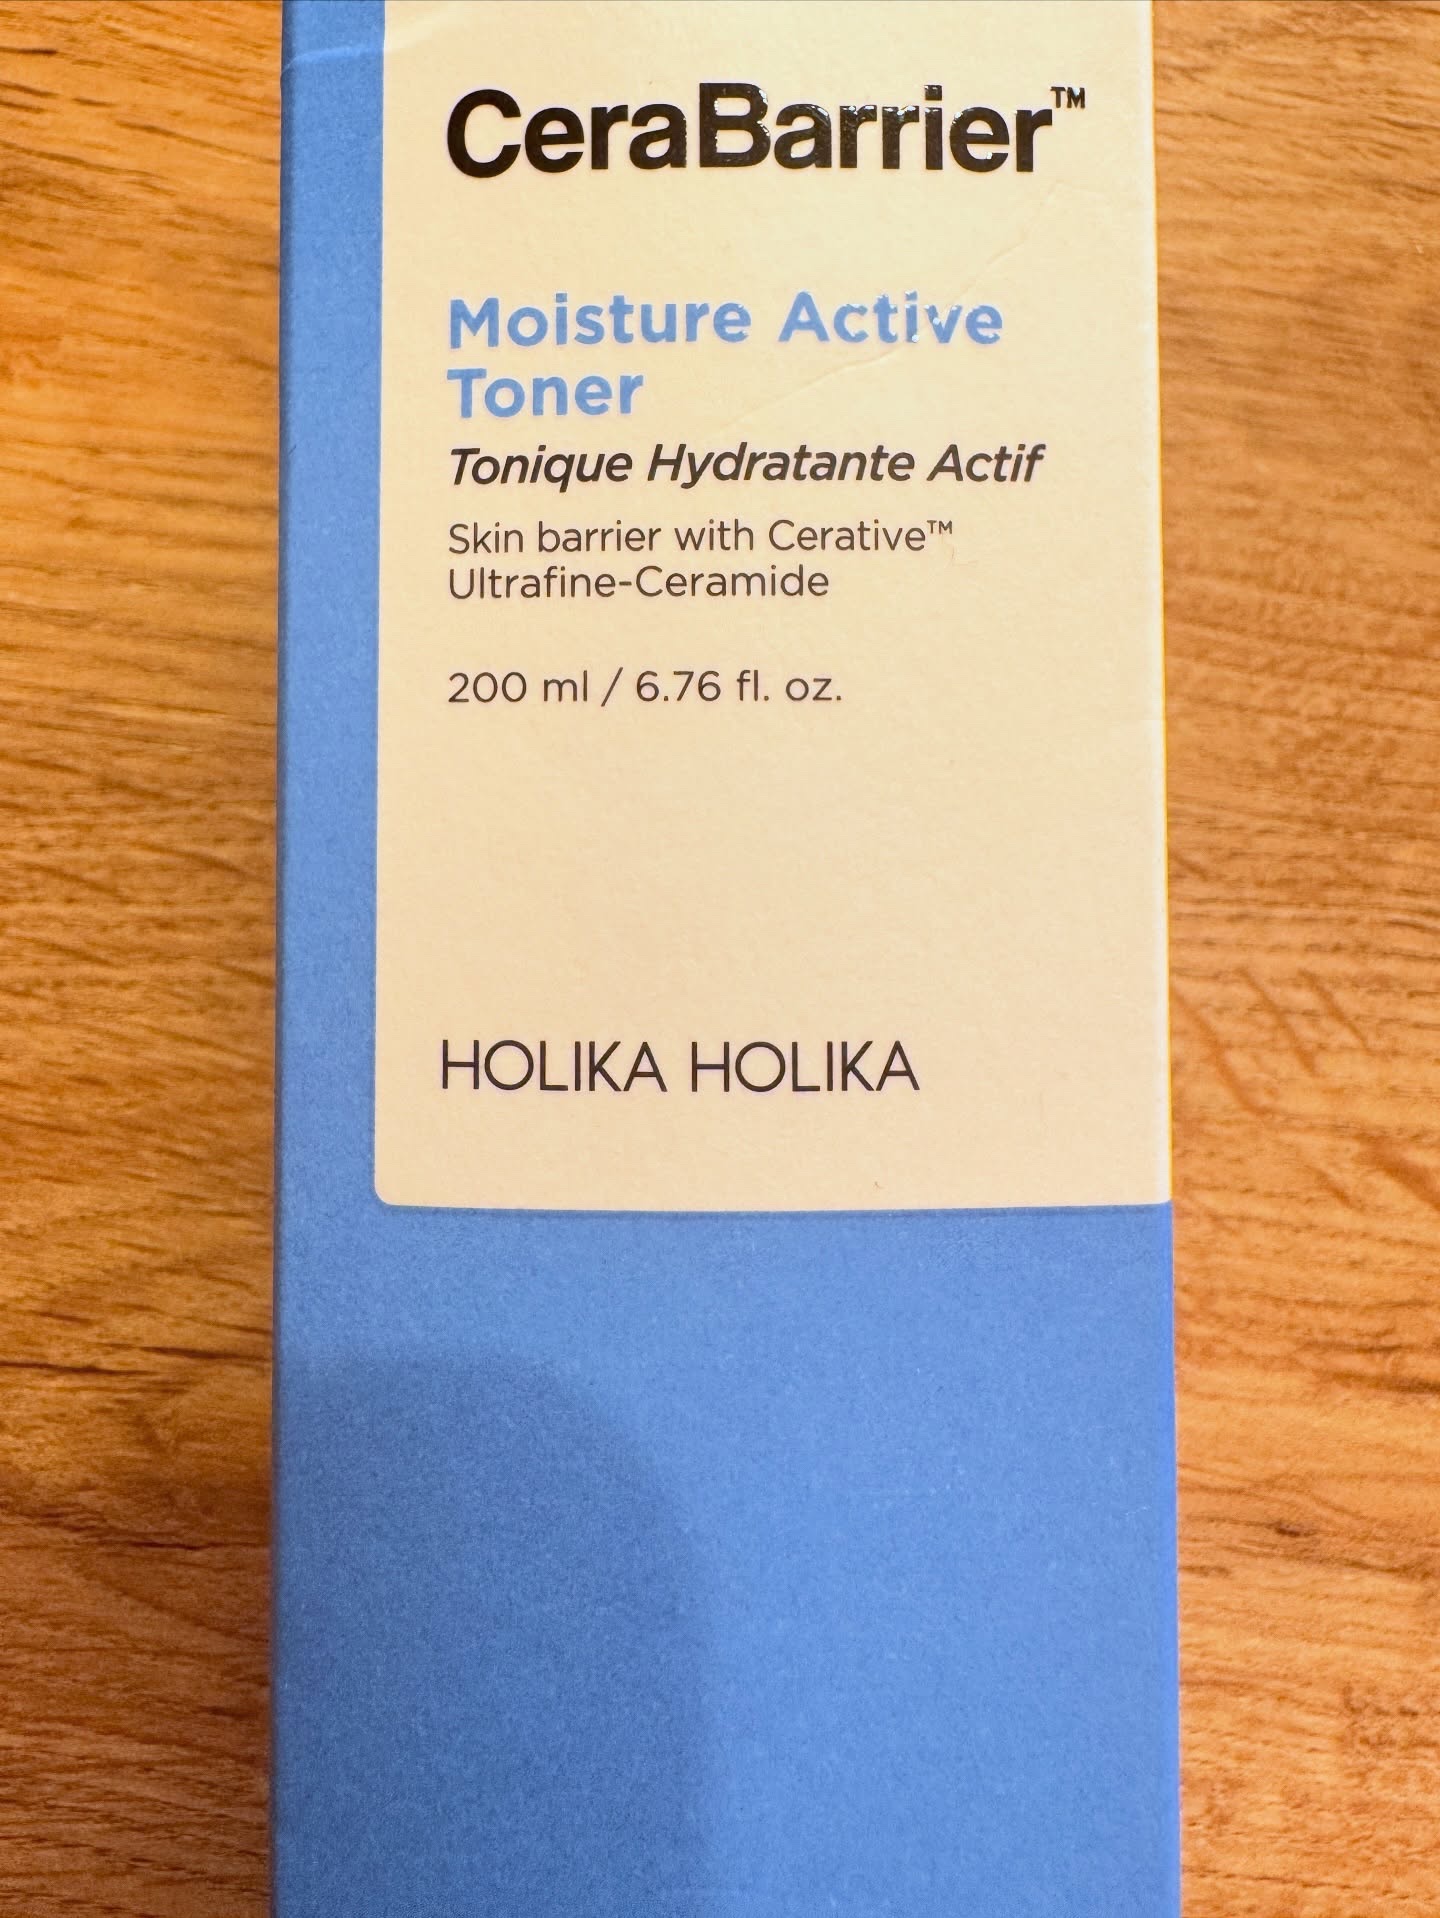 CeraBarrier™
Moisture Active
Toner
Tonique Hydratante Actif
Skin barrier with Cerative™
Ultrafine-Ceramide
200 ml / 6.76 fl. oz.
HOLIKA HOLIKA